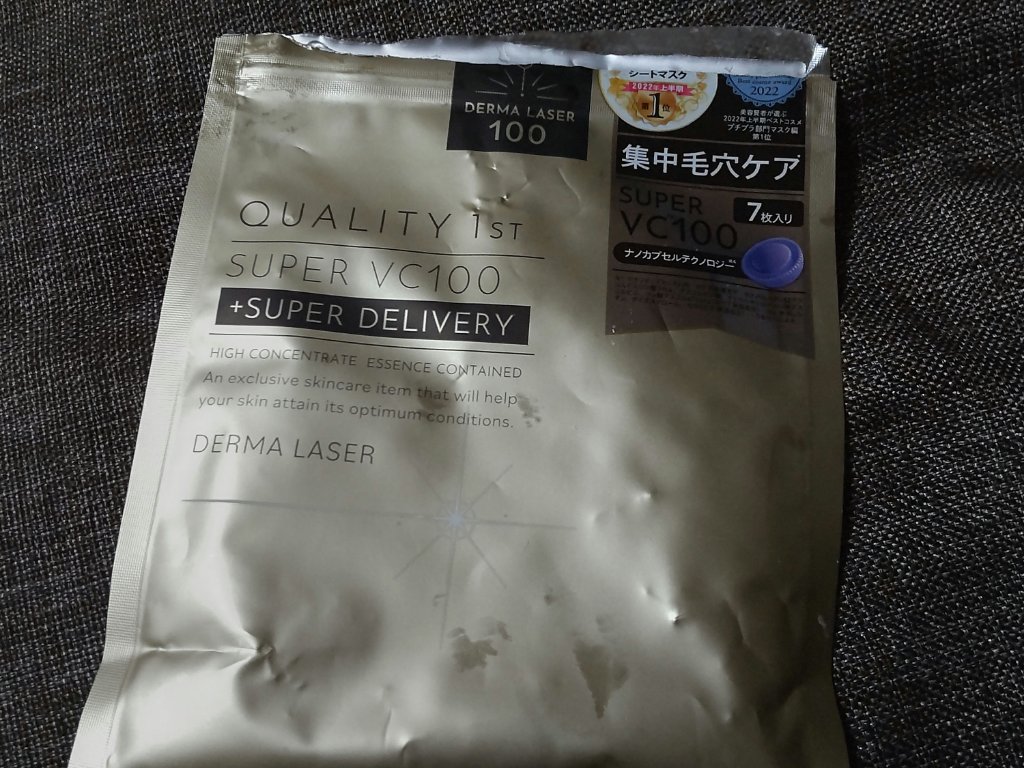 DERMA LASER
100
シートマスク
2022年上半期
第1位
2022
美容賢者が選ぶ
2022年上半期ベストコスメ
プチプラ部門マスク編
第1位
集中毛穴ケア
SUPER
VC100
7枚入り
ナノカプセルテクノロジー
QUALITY 1ST
SUPER VC100
+SUPER DELIVERY
HIGH CONCENTRATE ESSENCE CONTAINED
An exclusive skincare item that will help
your skin attain its optimum conditions.
DERMA LASER